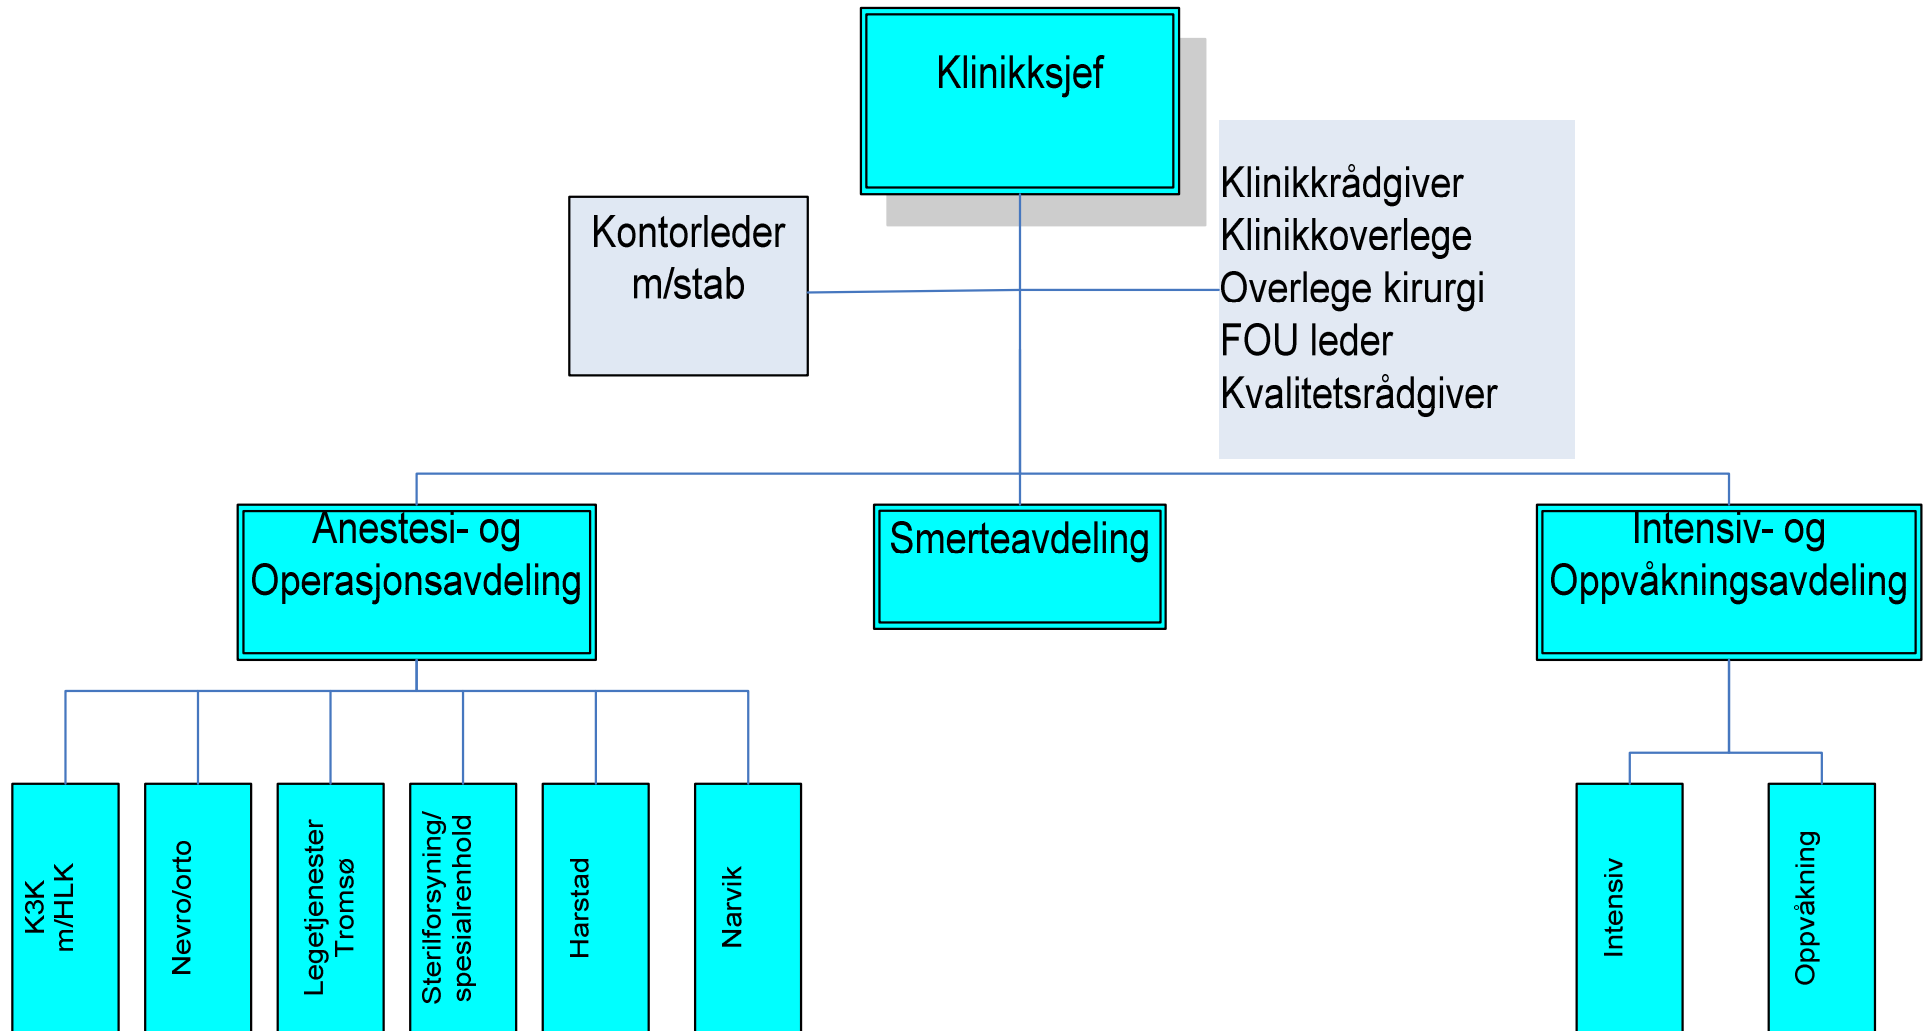 Klinikksjef
Kontorleder
m/stab
Klinikkrådgiver
Klinikkoverlege
Overlege kirurgi
FOU leder
Kvalitetsrådgiver
Anestesi- og
Operasjonsavdeling
Smerteavdeling
Intensiv- og
Oppvåkningsavdeling
K3K
m/HLK
Nevro/orto
Legetjenester
Tromsø
Sterilforsyning/
spesialrenhold
Harstad
Narvik
Intensiv
Oppvåkning